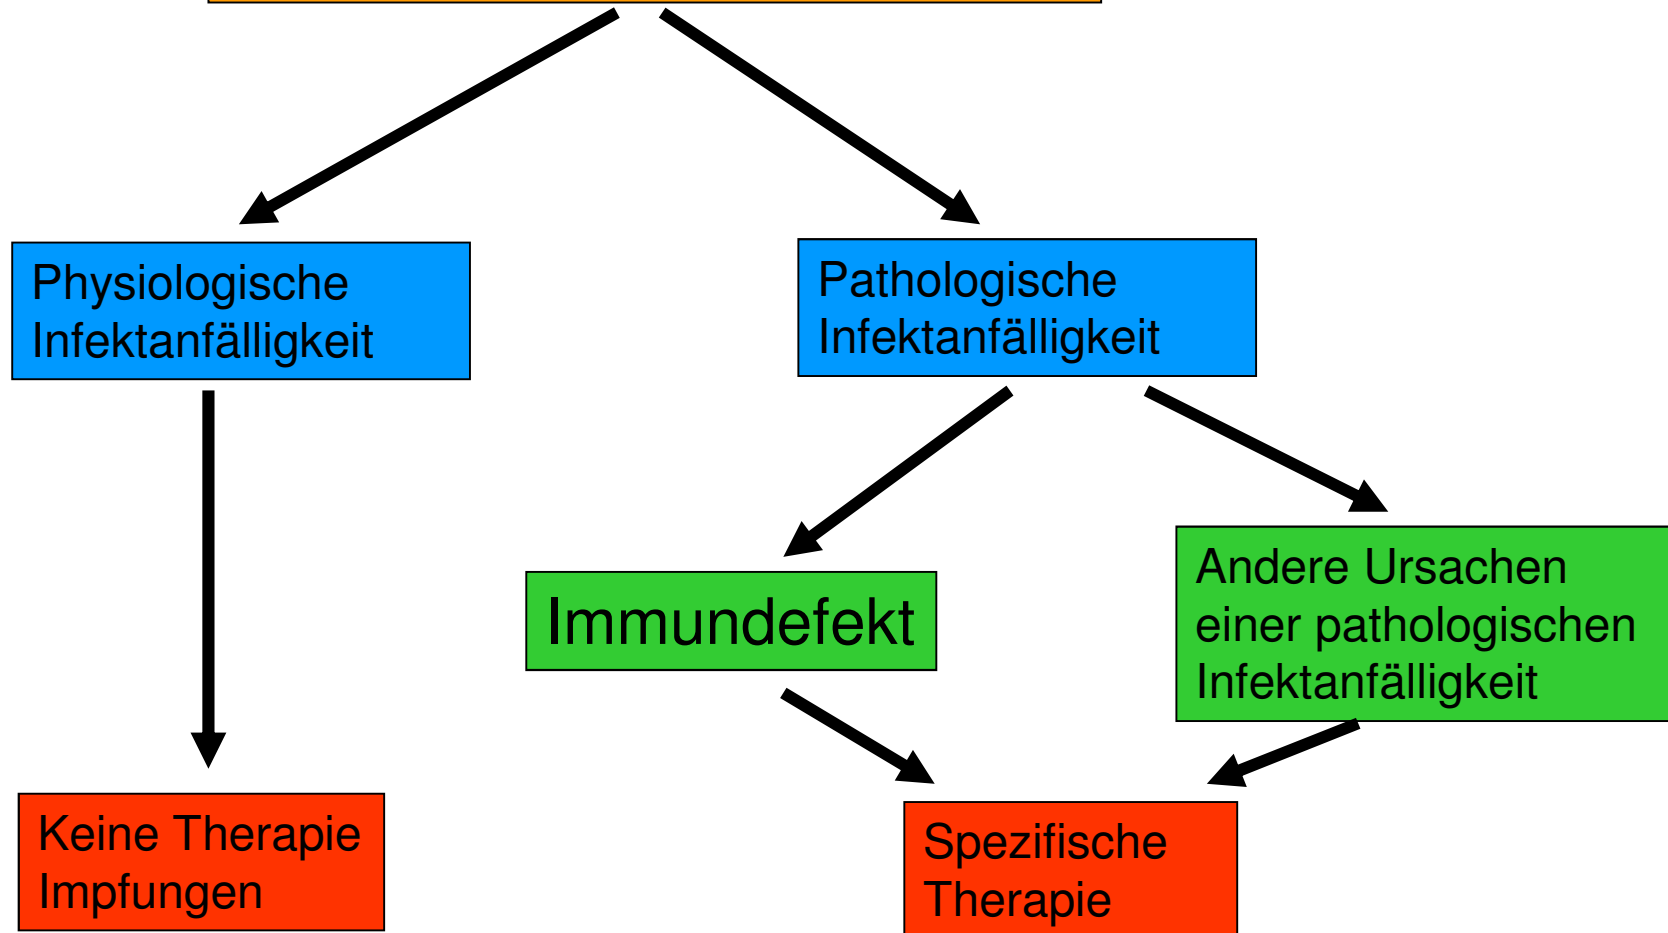 Physiologische
Infektanfälligkeit
Pathologische
Infektanfälligkeit
Immundefekt
Andere Ursachen
einer pathologischen
Infektanfälligkeit
Keine Therapie
Impfungen
Spezifische
Therapie